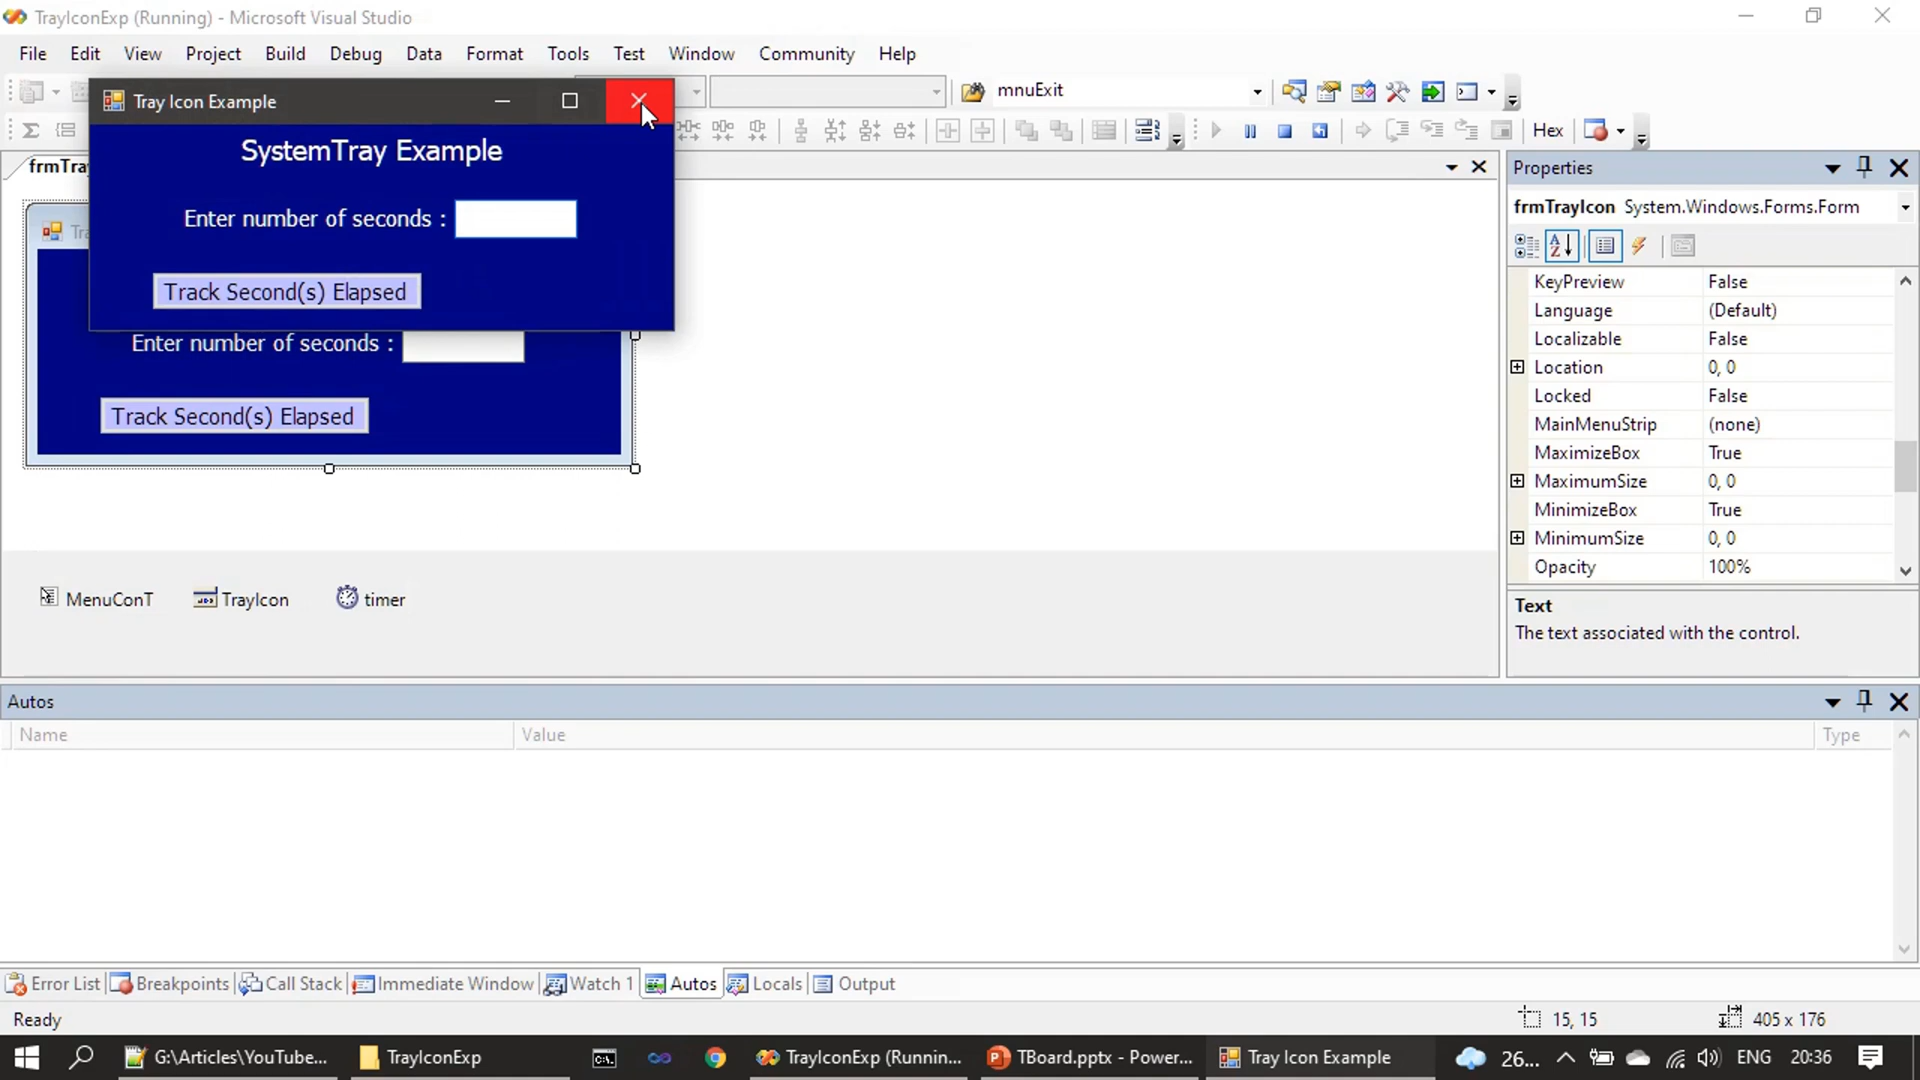 TrayIconExp (Running) - Microsoft Visual Studio
File Edit View Project Build Debug Data Format Tools Test Window Community Help
mnuExit
Hex
Tray Icon Example
SystemTray Example
Enter number of seconds :
Track Second(s) Elapsed
frmTray
Tra
Enter number of seconds :
Track Second(s) Elapsed
MenuConT TrayIcon timer
Properties
frmTrayIcon System.Windows.Forms.Form
KeyPreview False
Language (Default)
Localizable False
Location 0, 0
Locked False
MainMenuStrip (none)
MaximizeBox True
MaximumSize 0, 0
MinimizeBox True
MinimumSize 0, 0
Opacity 100%
Text
The text associated with the control.
Autos
Name Value Type
Error List Breakpoints Call Stack Immediate Window Watch 1 Autos Locals Output
Ready 15, 15 405 x 176
G:\Articles\YouTube... TrayIconExp TrayIconExp (Runnin... TBoard.pptx - Power... Tray Icon Example 26... ENG 20:36